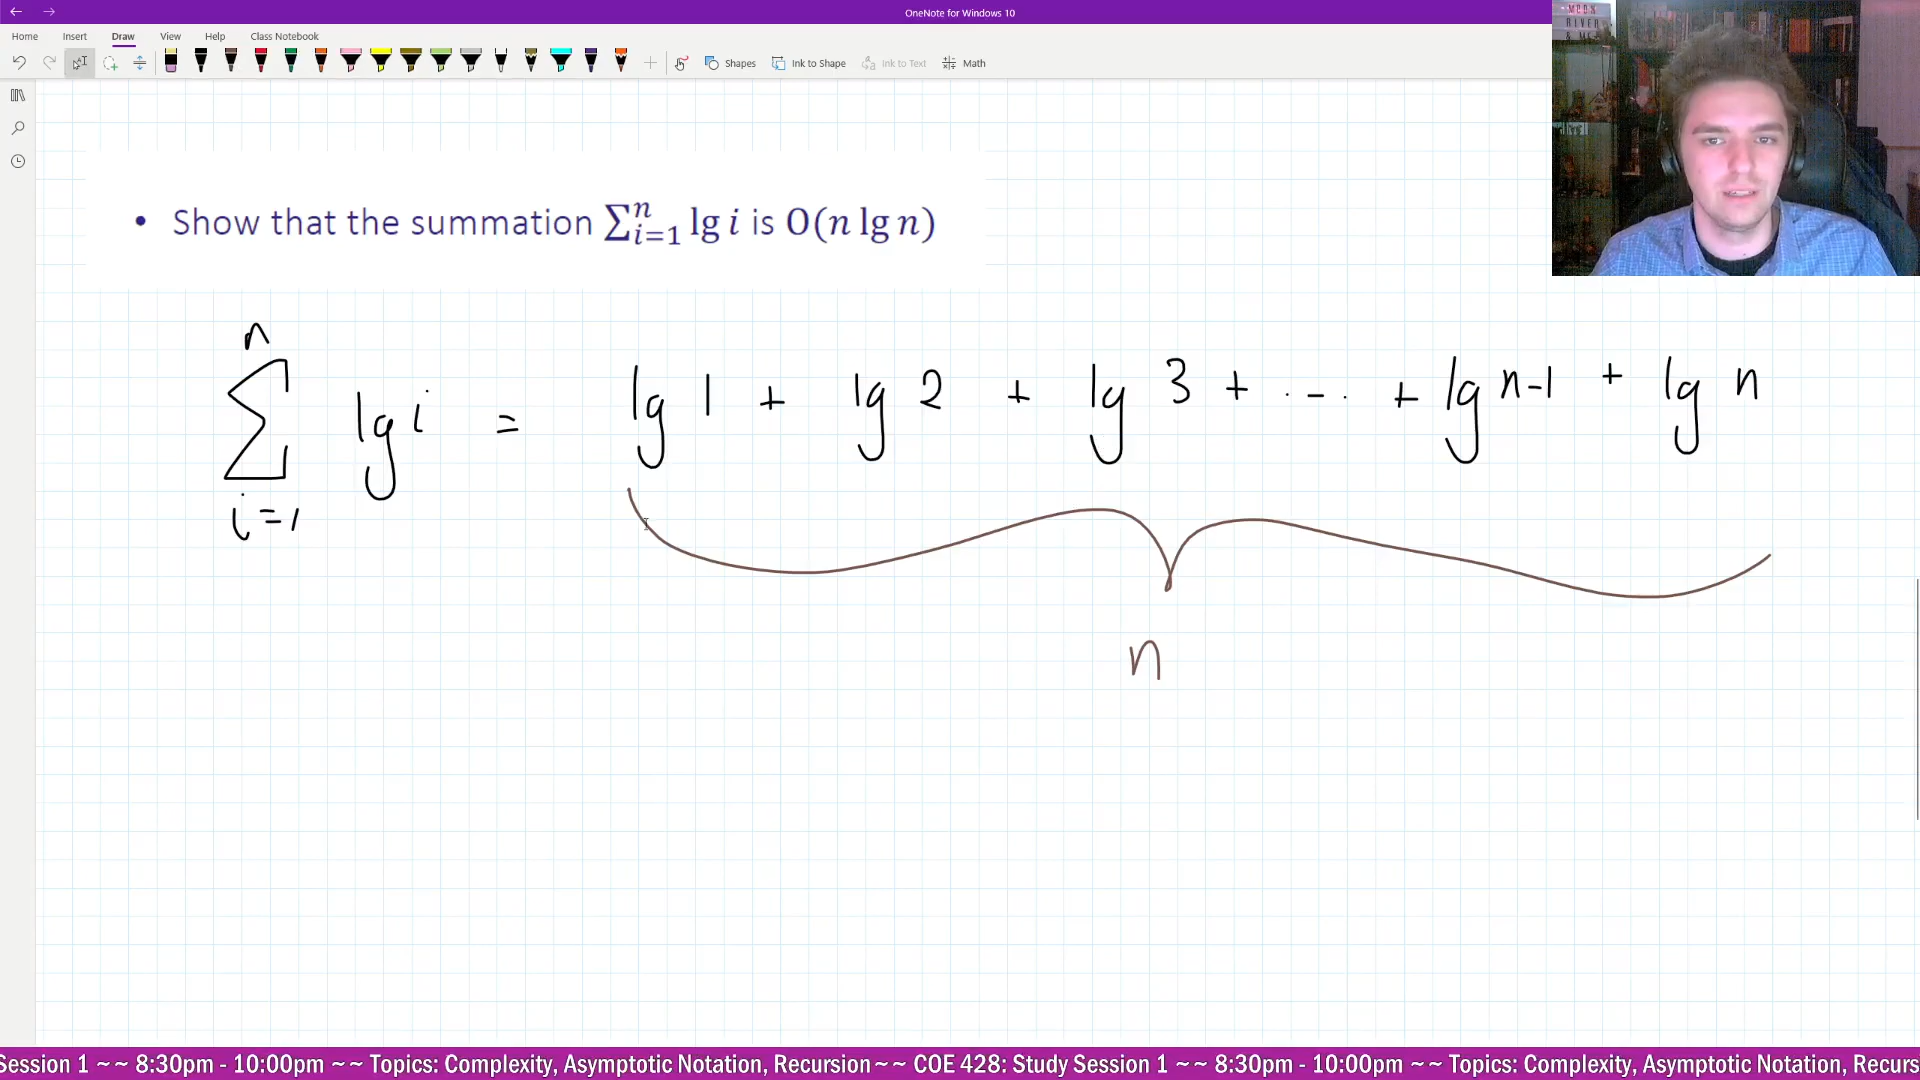 OneNote for Windows 10
Home Insert Draw View Help Class Notebook
Shapes Ink to Shape Ink to Text Math
MOON
RIVER
& ME
• Show that the summation ∑ⁿᵢ₌₁ lg i is O(n lg n)
n
∑ lg i = lg 1 + lg 2 + lg 3 + ... + lg n-1 + lg n
i=1
n
Session 1 ~~ 8:30pm - 10:00pm ~~ Topics: Complexity, Asymptotic Notation, Recursion~~ COE 428: Study Session 1 ~~ 8:30pm - 10:00pm ~~ Topics: Complexity, Asymptotic Notation, Recurs